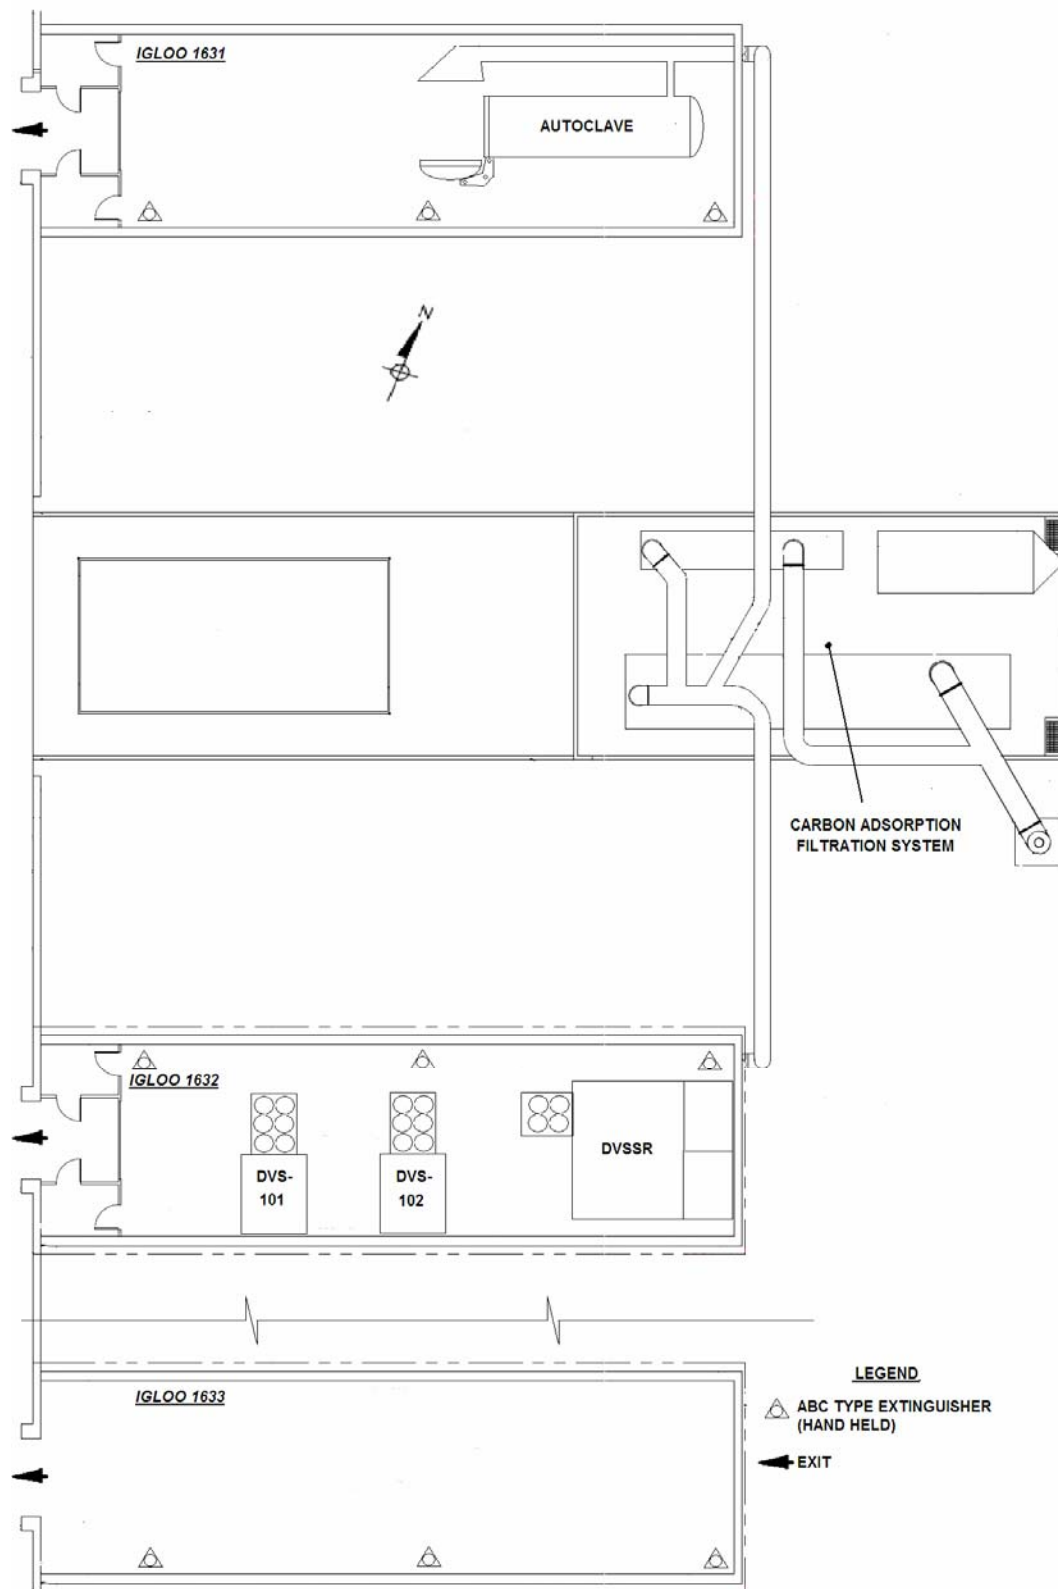 IGLOO 1631
AUTOCLAVE
N
CARBON ADSORPTION
FILTRATION SYSTEM
IGLOO 1632
DVS-
101
DVS-
102
DVSSR
IGLOO 1633
LEGEND
ABC TYPE EXTINGUISHER
(HAND HELD)
EXIT